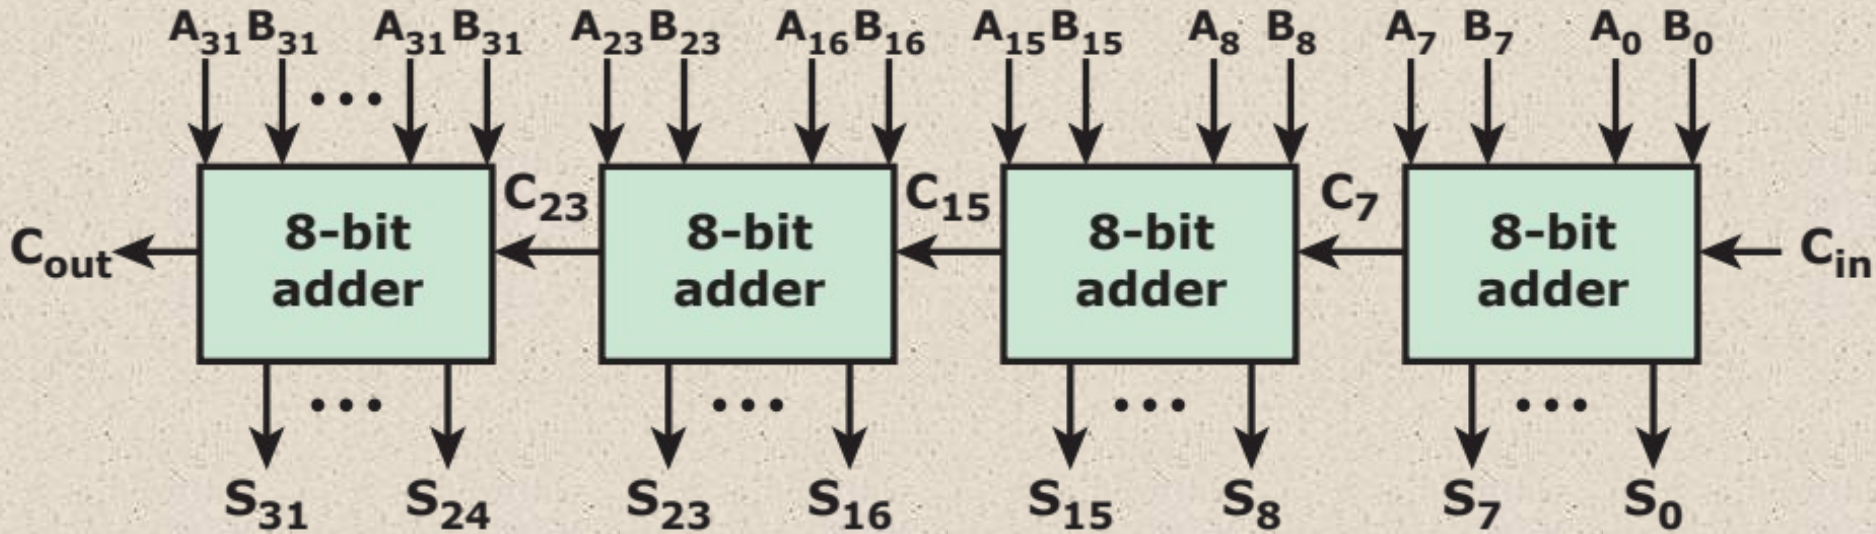 A₃₁ B₃₁ A₃₁ B₃₁ A₂₃ B₂₃ A₁₆ B₁₆ A₁₅ B₁₅ A₈ B₈ A₇ B₇ A₀ B₀
C₂₃ C₁₅ C₇
8-bit 8-bit 8-bit 8-bit
C_out C_in
adder adder adder adder
S₃₁ S₂₄ S₂₃ S₁₆ S₁₅ S₈ S₇ S₀